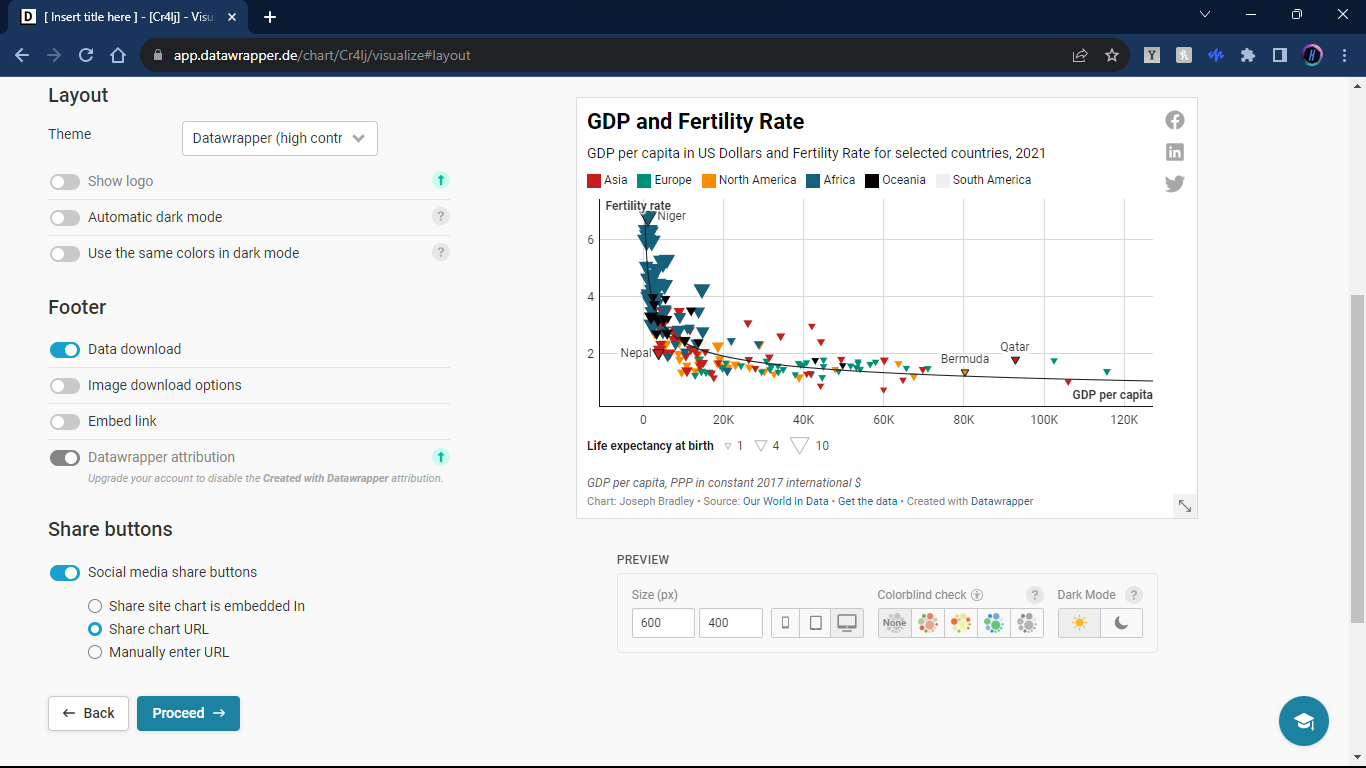 D [ Insert title here ] - [Cr4lj] - Visu
app.datawrapper.de/chart/Cr4lj/visualize#layout
Layout
Theme
Datawrapper (high contr
Show logo
Automatic dark mode ?
Use the same colors in dark mode ?
Footer
Data download
Image download options
Embed link
Datawrapper attribution
Upgrade your account to disable the Created with Datawrapper attribution.
Share buttons
Social media share buttons
Share site chart is embedded In
Share chart URL
Manually enter URL
Back
Proceed
GDP and Fertility Rate
GDP per capita in US Dollars and Fertility Rate for selected countries, 2021
Asia Europe North America Africa Oceania South America
Fertility rate
Niger
6
4
2
Nepal
Bermuda
Qatar
GDP per capita
0 20K 40K 60K 80K 100K 120K
Life expectancy at birth 1 4 10
GDP per capita, PPP in constant 2017 international $
Chart: Joseph Bradley • Source: Our World In Data • Get the data • Created with Datawrapper
PREVIEW
Size (px) Colorblind check ? Dark Mode ?
600 400 None